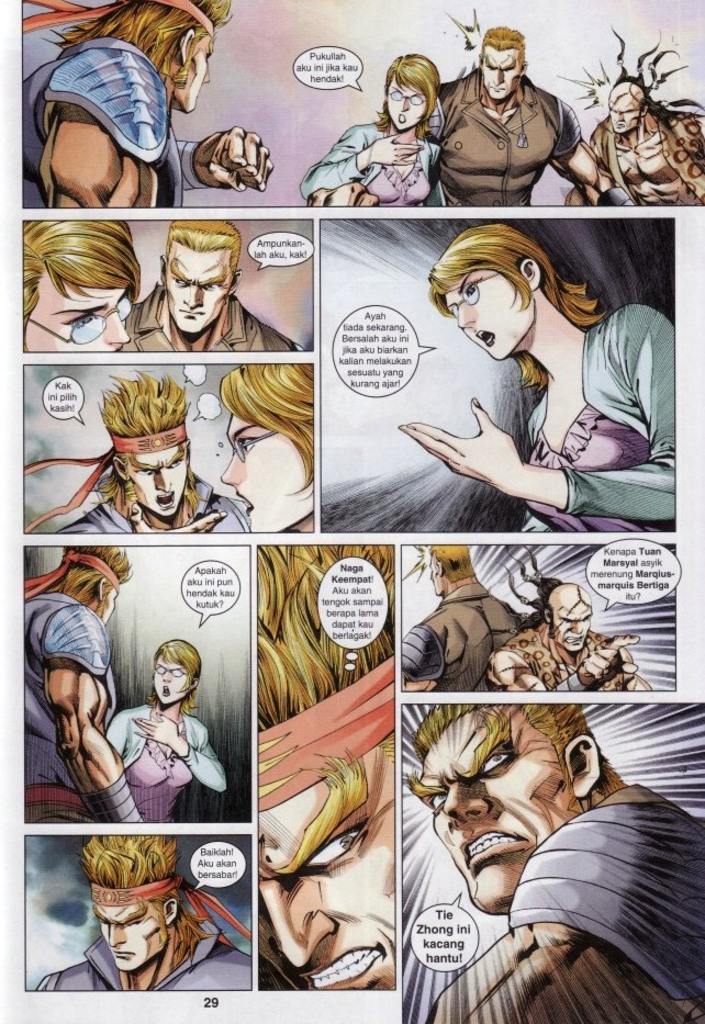 Pukullah
aku ini jika kau
hendak!
Ampunkan-
lah aku, kak!
Ayah
tiada sekarang.
Bersalah aku ini
jika aku biarkan
kalian melakukan
sesuatu yang
kurang ajar!
Kak
ini pilih
kasih!
Apakah
aku ini pun
hendak kau
kutuk?
Baiklah!
Aku akan
bersabar!
Naga
Keempat!
Aku akan
tengok sampai
berapa lama
dapat kau
berlagak!
Kenapa Tuan
Marsyal asyik
merenung Marqius-
marquis Bertiga
itu?
Tie
Zhong ini
kacang
hantu!
29